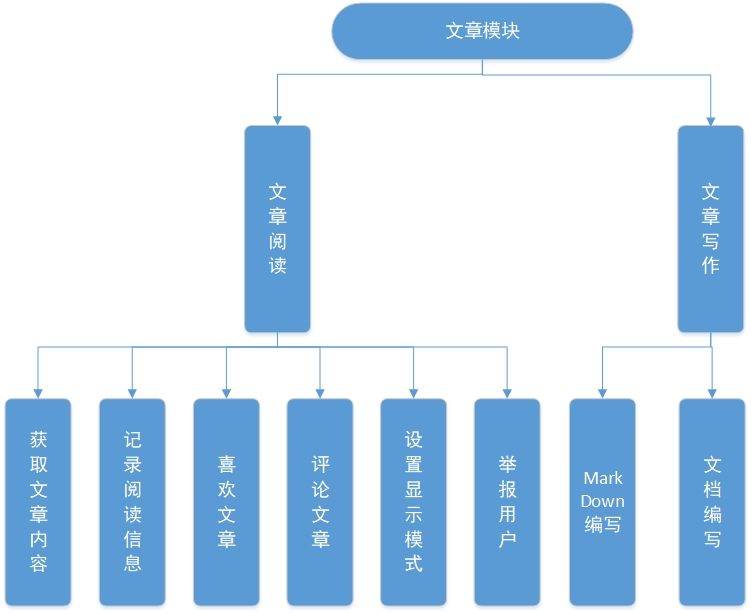 文章模块
文章阅读
文章写作
获取文章内容
记录阅读信息
喜欢文章
评论文章
设置显示模式
举报用户
Mark
Down
编写
文档编写